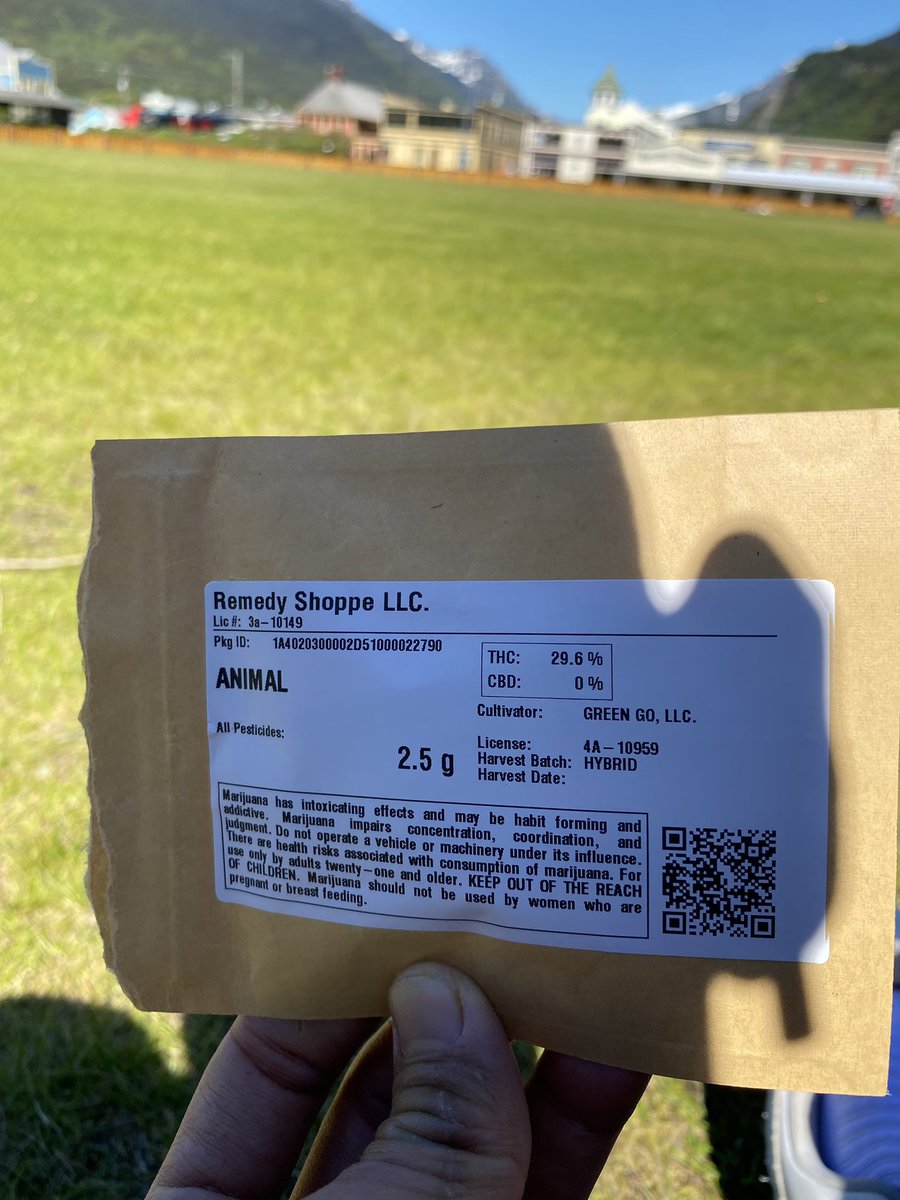 Remedy Shoppe LLC.
Lic #: 3a-10149
Pkg ID: 1A4020300002D51000022790
THC: 29.6 %
CBD: 0 %
ANIMAL
Cultivator: GREEN GO, LLC.
All Pesticides:
2.5 g
License: 4A-10959
Harvest Batch: HYBRID
Harvest Date:
Marijuana has intoxicating effects and may be habit forming and
addictive. Marijuana impairs concentration, coordination, and
judgment. Do not operate a vehicle or machinery under its influence.
There are health risks associated with consumption of marijuana. For
use only by adults twenty-one and older. KEEP OUT OF THE REACH
OF CHILDREN. Marijuana should not be used by women who are
pregnant or breast feeding.